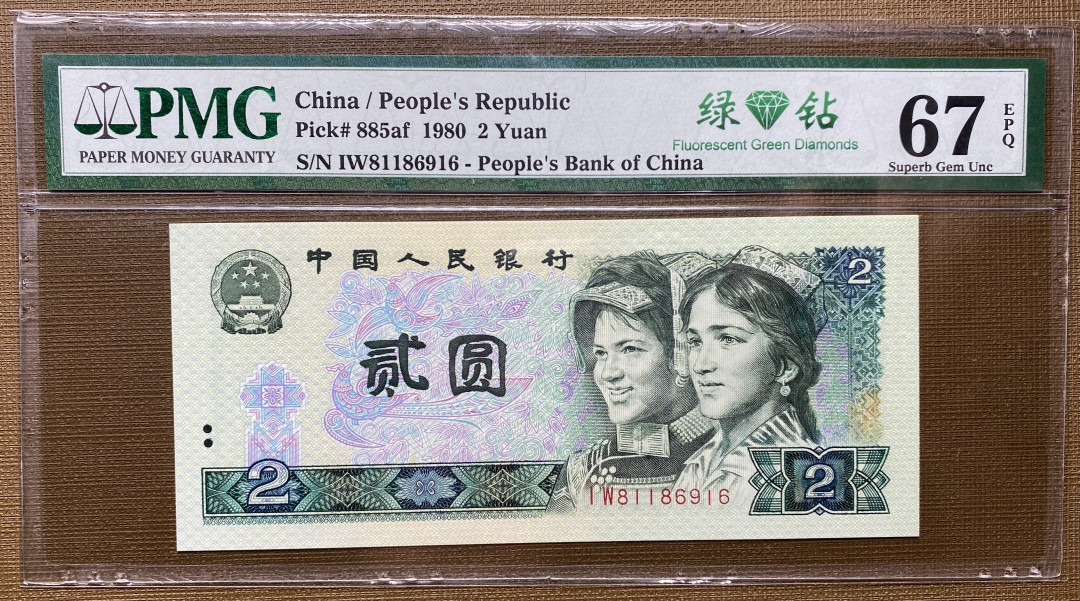 PMG
PAPER MONEY GUARANTY
China / People's Republic
Pick# 885af 1980 2 Yuan
S/N IW81186916 - People's Bank of China
绿 钻
Fluorescent Green Diamonds
67
EPQ
Superb Gem Unc
中国人民银行
2
贰圆
2
IW81186916
2